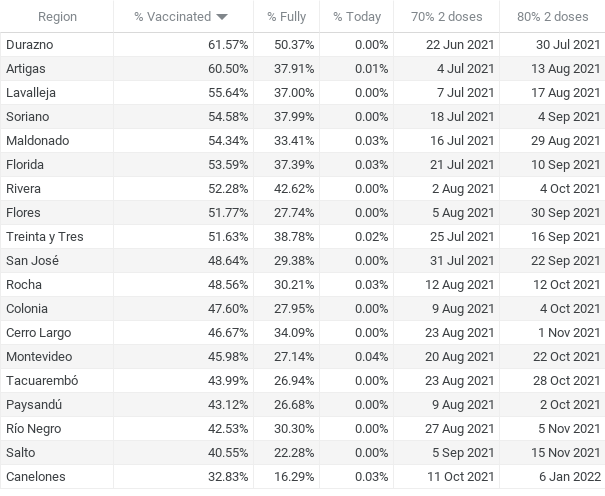 Region % Vaccinated % Fully % Today 70% 2 doses 80% 2 doses
Durazno 61.57% 50.37% 0.00% 22 Jun 2021 30 Jul 2021
Artigas 60.50% 37.91% 0.01% 4 Jul 2021 13 Aug 2021
Lavalleja 55.64% 37.00% 0.00% 7 Jul 2021 17 Aug 2021
Soriano 54.58% 37.99% 0.00% 18 Jul 2021 4 Sep 2021
Maldonado 54.34% 33.41% 0.03% 16 Jul 2021 29 Aug 2021
Florida 53.59% 37.39% 0.03% 21 Jul 2021 10 Sep 2021
Rivera 52.28% 42.62% 0.00% 2 Aug 2021 4 Oct 2021
Flores 51.77% 27.74% 0.00% 5 Aug 2021 30 Sep 2021
Treinta y Tres 51.63% 38.78% 0.02% 25 Jul 2021 16 Sep 2021
San José 48.64% 29.38% 0.00% 31 Jul 2021 22 Sep 2021
Rocha 48.56% 30.21% 0.03% 12 Aug 2021 12 Oct 2021
Colonia 47.60% 27.95% 0.00% 9 Aug 2021 4 Oct 2021
Cerro Largo 46.67% 34.09% 0.00% 23 Aug 2021 1 Nov 2021
Montevideo 45.98% 27.14% 0.04% 20 Aug 2021 22 Oct 2021
Tacuarembó 43.99% 26.94% 0.00% 23 Aug 2021 28 Oct 2021
Paysandú 43.12% 26.68% 0.00% 9 Aug 2021 2 Oct 2021
Río Negro 42.53% 30.30% 0.00% 27 Aug 2021 5 Nov 2021
Salto 40.55% 22.28% 0.00% 5 Sep 2021 15 Nov 2021
Canelones 32.83% 16.29% 0.03% 11 Oct 2021 6 Jan 2022